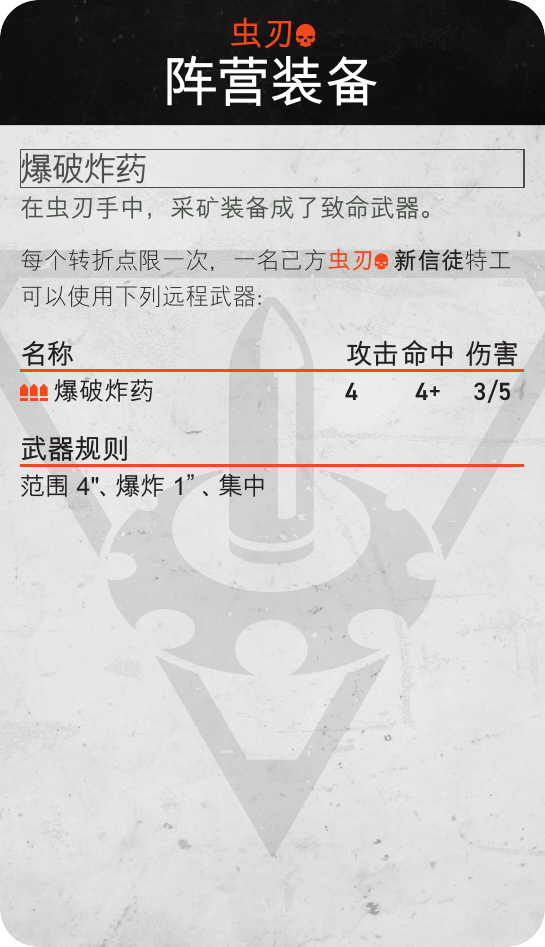 虫刃
阵营装备
爆破炸药
在虫刃手中，采矿装备成了致命武器。
每个转折点限一次，一名己方虫刃 新信徒特工
可以使用下列远程武器:
名称 攻击 命中 伤害
爆破炸药 4 4+ 3/5
武器规则
范围 4"、爆炸 1”、集中